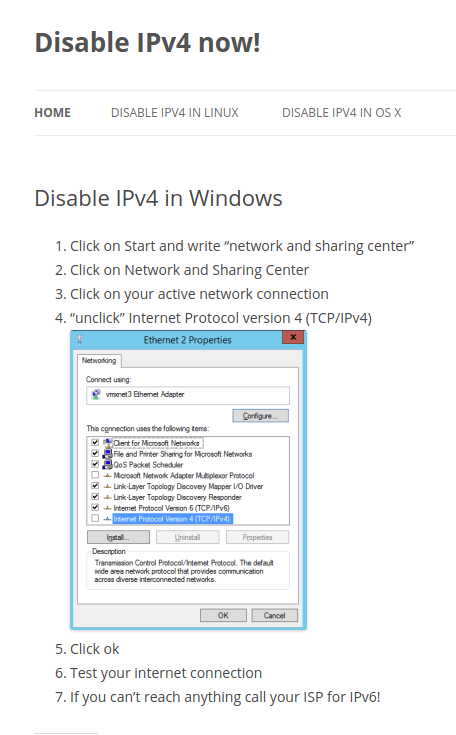 Disable IPv4 now!
HOME DISABLE IPV4 IN LINUX DISABLE IPV4 IN OS X
Disable IPv4 in Windows
1. Click on Start and write “network and sharing center”
2. Click on Network and Sharing Center
3. Click on your active network connection
4. “unclick” Internet Protocol version 4 (TCP/IPv4)
Ethernet 2 Properties
x
Networking
Connect using:
vmxnet3 Ethernet Adapter
Configure...
This connection uses the following items:
Client for Microsoft Networks
File and Printer Sharing for Microsoft Networks
QoS Packet Scheduler
Microsoft Network Adapter Multiplexor Protocol
Link-Layer Topology Discovery Mapper I/O Driver
Link-Layer Topology Discovery Responder
Internet Protocol Version 6 (TCP/IPv6)
Internet Protocol Version 4 (TCP/IPv4)
Install... Uninstall Properties
Description
Transmission Control Protocol/Internet Protocol. The default
wide area network protocol that provides communication
across diverse interconnected networks.
OK Cancel
5. Click ok
6. Test your internet connection
7. If you can’t reach anything call your ISP for IPv6!